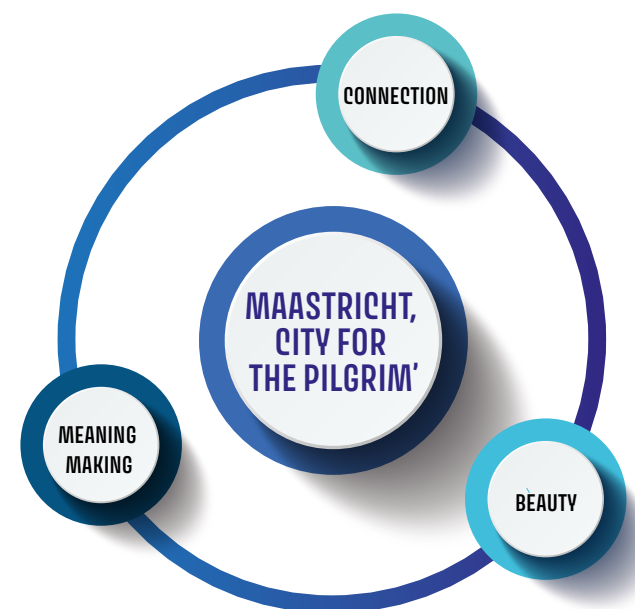 CONNECTION
MAASTRICHT,
CITY FOR
THE PILGRIM’
MEANING
MAKING
BEAUTY